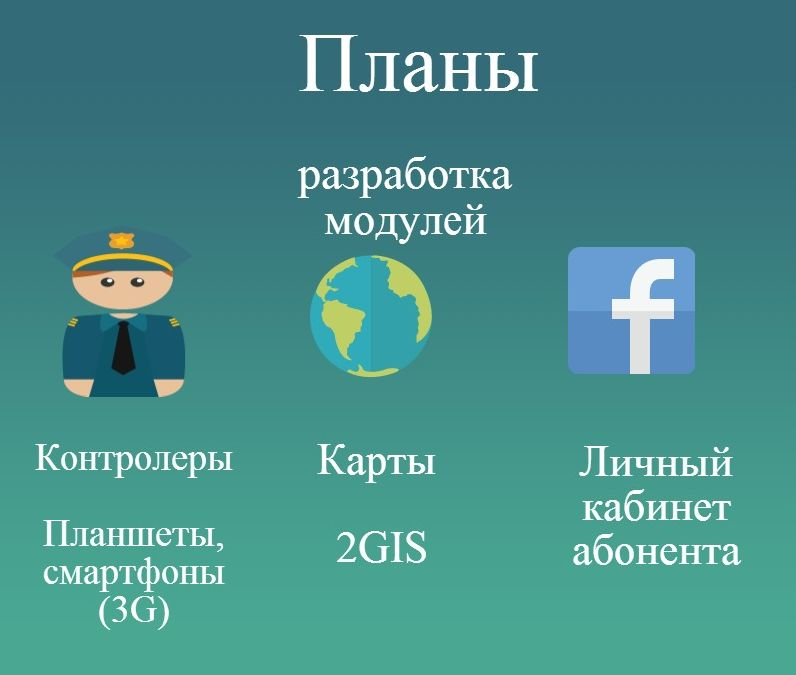 Планы
разработка
модулей
Контролеры
Планшеты,
смартфоны
(3G)
Карты
2GIS
Личный
кабинет
абонента